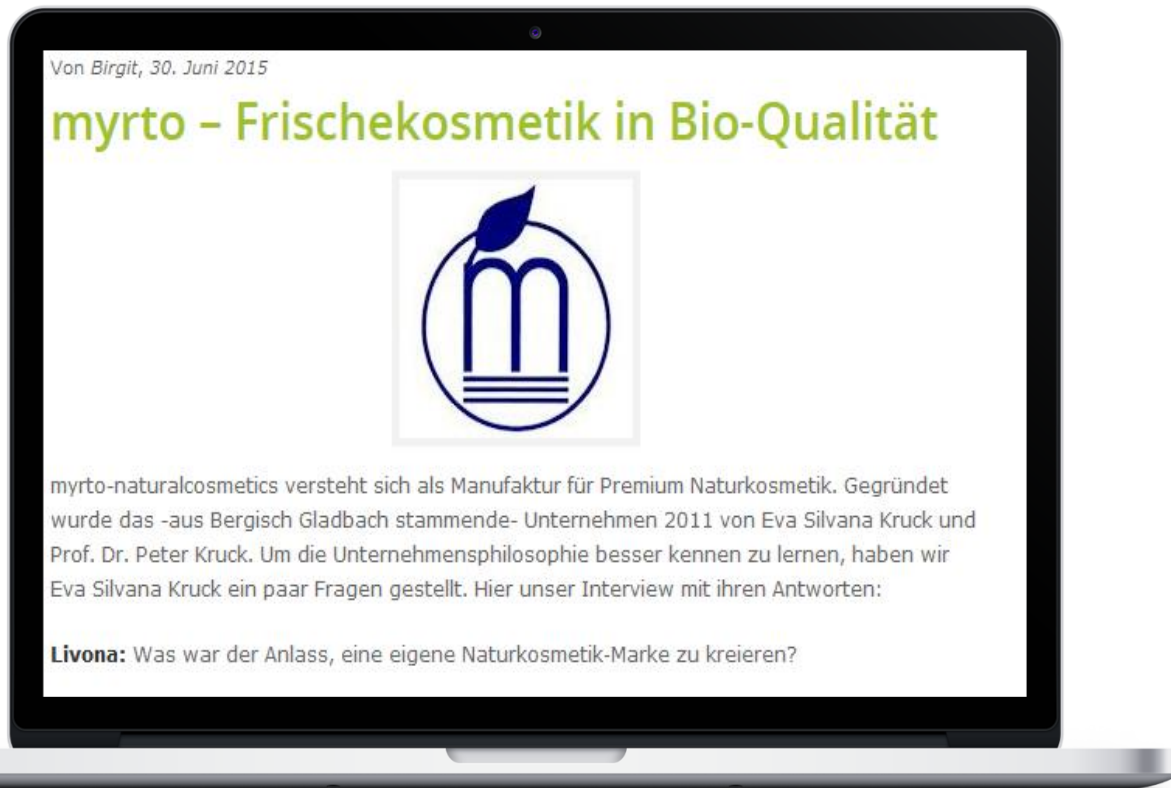 Von Birgit, 30. Juni 2015
myrto – Frischekosmetik in Bio-Qualität
m
myrto-naturalcosmetics versteht sich als Manufaktur für Premium Naturkosmetik. Gegründet
wurde das -aus Bergisch Gladbach stammende- Unternehmen 2011 von Eva Silvana Kruck und
Prof. Dr. Peter Kruck. Um die Unternehmensphilosophie besser kennen zu lernen, haben wir
Eva Silvana Kruck ein paar Fragen gestellt. Hier unser Interview mit ihren Antworten:
Livona: Was war der Anlass, eine eigene Naturkosmetik-Marke zu kreieren?